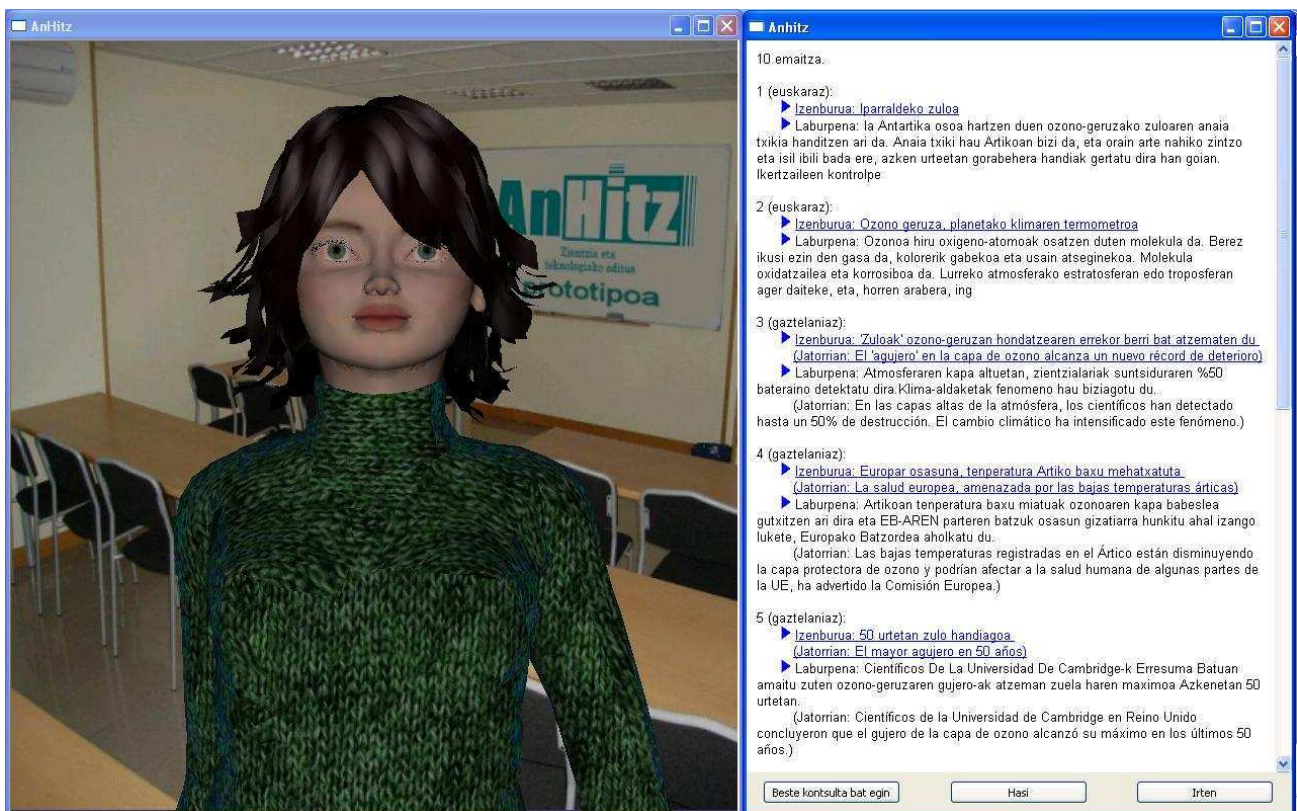 AnHitz
AnHitz
Zientzia eta
teknologiako aditua
prototipoa
Anhitz
10 emaitza.
1 (euskaraz):
Izenburua: Iparraldeko zuloa
Laburpena: la Antartika osoa hartzen duen ozono-geruzako zuloaren anaia
txikia handitzen ari da. Anaia txiki hau Artikoan bizi da, eta orain arte nahiko zintzo
eta isil ibili bada ere, azken urteetan gorabehera handiak gertatu dira han goian.
Ikertzaileen kontrolpe
2 (euskaraz):
Izenburua: Ozono geruza, planetako klimaren termometroa
Laburpena: Ozonoa hiru oxigeno-atomoak osatzen duten molekula da. Berez
ikusi ezin den gasa da, kolorerik gabekoa eta usain atseginekoa. Molekula
oxidatzailea eta korrosiboa da. Lurreko atmosferako estratosferan edo troposferan
ager daiteke, eta, horren arabera, ing
3 (gaztelaniaz):
Izenburua: 'Zuloak' ozono-geruzan hondatzearen errekor berri bat atzematen du
(Jatorrian: El 'agujero' en la capa de ozono alcanza un nuevo récord de deterioro)
Laburpena: Atmosferaren kapa altuetan, zientzialariak suntsiduraren %50
bateraino detektatu dira.Klima-aldaketak fenomeno hau biziagotu du.
(Jatorrian: En las capas altas de la atmósfera, los científicos han detectado
hasta un 50% de destrucción. El cambio climático ha intensificado este fenómeno.)
4 (gaztelaniaz):
Izenburua: Europar osasuna, tenperatura Artiko baxu mehatxatuta
(Jatorrian: La salud europea, amenazada por las bajas temperaturas árticas)
Laburpena: Artikoan tenperatura baxu miatuak ozonoaren kapa babeslea
gutxitzen ari dira eta EB-AREN parteren batzuk osasun gizatiarra hunkitu ahal izango
lukete, Europako Batzordea aholkatu du.
(Jatorrian: Las bajas temperaturas registradas en el Ártico están disminuyendo
la capa protectora de ozono y podrían afectar a la salud humana de algunas partes de
la UE, ha advertido la Comisión Europea.)
5 (gaztelaniaz):
Izenburua: 50 urtetan zulo handiagoa
(Jatorrian: El mayor agujero en 50 años)
Laburpena: Científicos De La Universidad De Cambridge-k Erresuma Batuan
amaitu zuten ozono-geruzaren gujero-ak atzeman zuela haren maximoa Azkenetan 50
urtetan.
(Jatorrian: Científicos de la Universidad de Cambridge en Reino Unido
concluyeron que el gujero de la capa de ozono alcanzó su máximo en los últimos 50
años.)
Beste kontsulta bat egin
Hasi
Irten